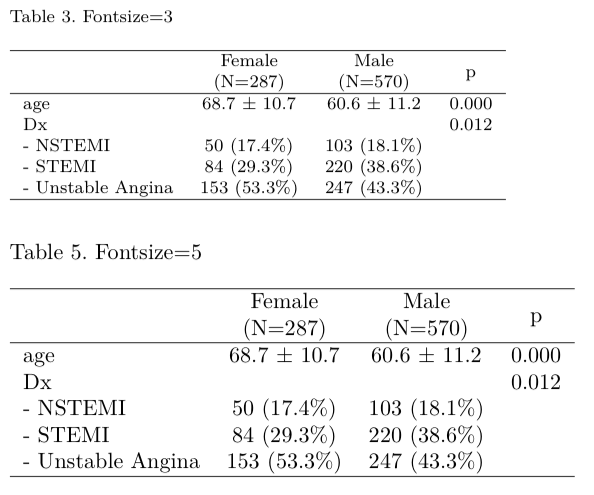 Table 3. Fontsize=3
Female Male p
(N=287) (N=570)
age 68.7 ± 10.7 60.6 ± 11.2 0.000
Dx 0.012
- NSTEMI 50 (17.4%) 103 (18.1%)
- STEMI 84 (29.3%) 220 (38.6%)
- Unstable Angina 153 (53.3%) 247 (43.3%)
Table 5. Fontsize=5
Female Male p
(N=287) (N=570)
age 68.7 ± 10.7 60.6 ± 11.2 0.000
Dx 0.012
- NSTEMI 50 (17.4%) 103 (18.1%)
- STEMI 84 (29.3%) 220 (38.6%)
- Unstable Angina 153 (53.3%) 247 (43.3%)